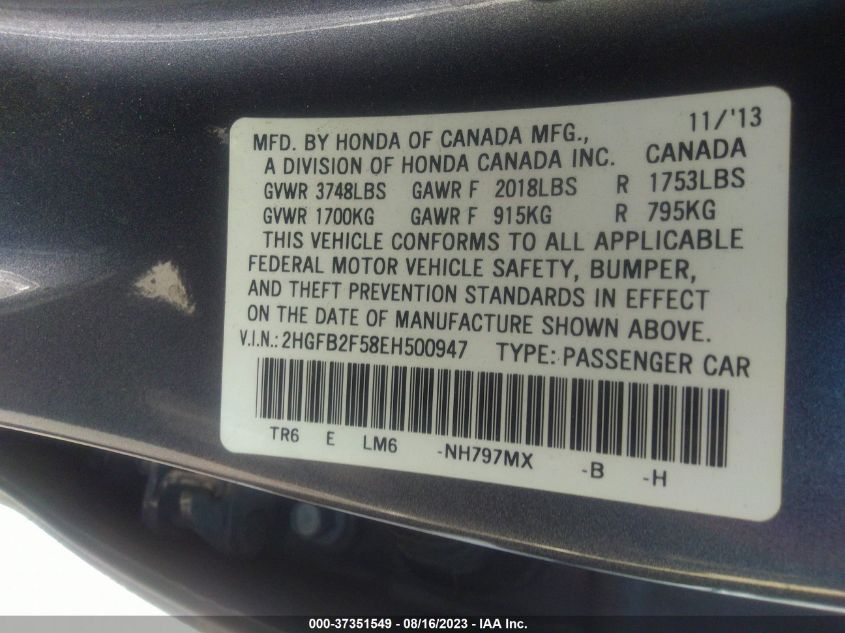 11/'13
MFD. BY HONDA OF CANADA MFG.,
A DIVISION OF HONDA CANADA INC. CANADA
GVWR 3748LBS GAWR F 2018LBS R 1753LBS
GVWR 1700KG GAWR F 915KG R 795KG
THIS VEHICLE CONFORMS TO ALL APPLICABLE
FEDERAL MOTOR VEHICLE SAFETY, BUMPER,
AND THEFT PREVENTION STANDARDS IN EFFECT
ON THE DATE OF MANUFACTURE SHOWN ABOVE.
V.I.N.: 2HGFB2F58EH500947 TYPE: PASSENGER CAR
TR6 E LM6 -NH797MX -B -H
000-37351549 - 08/16/2023 - IAA Inc.